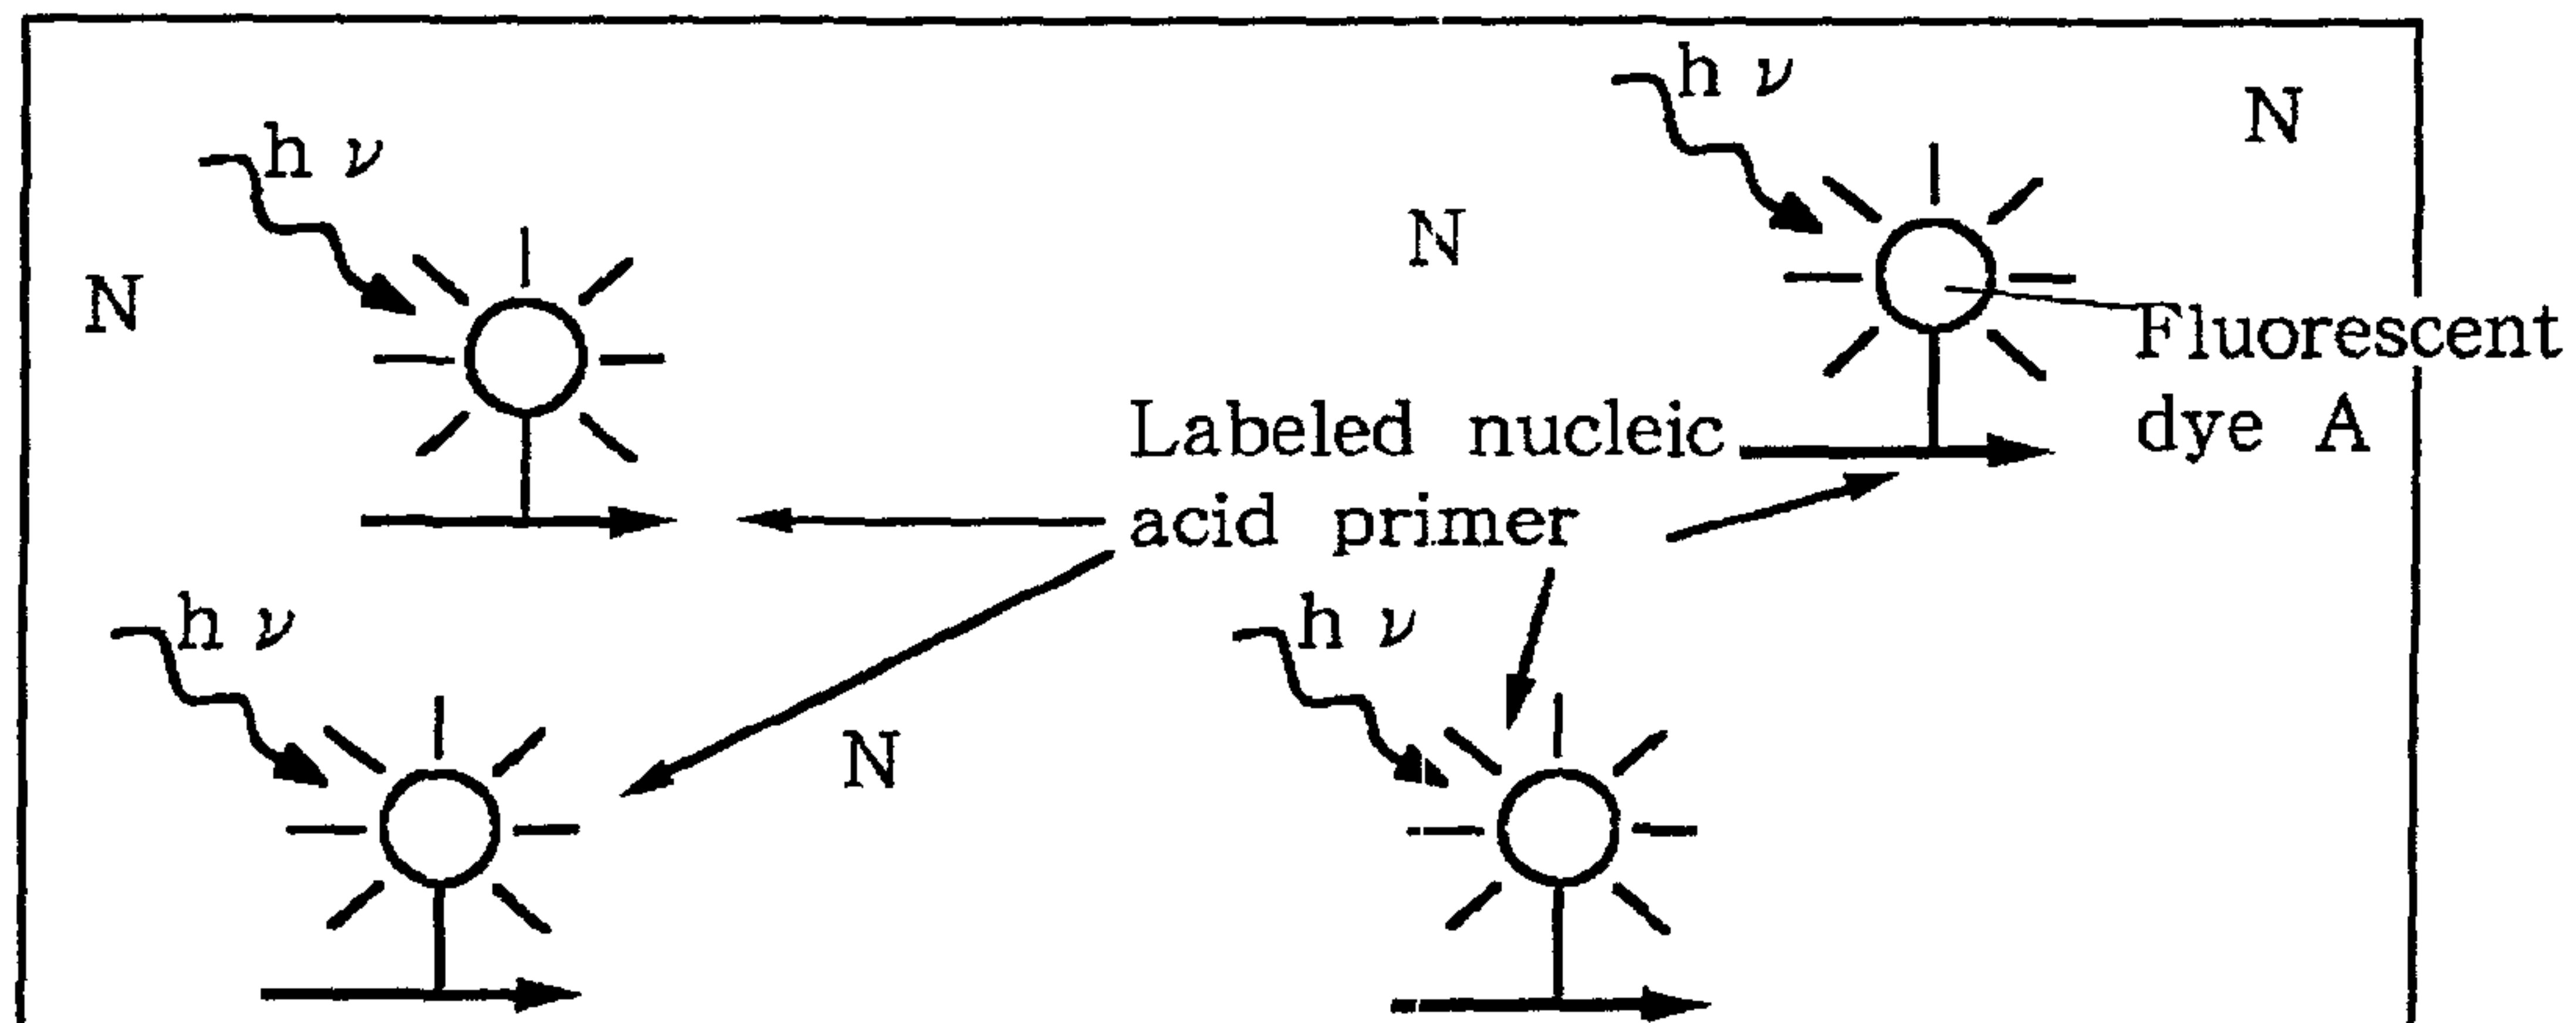 h ν
N
h ν
N
N
Fluorescent
dye A
Labeled nucleic
acid primer
h ν
h ν
N